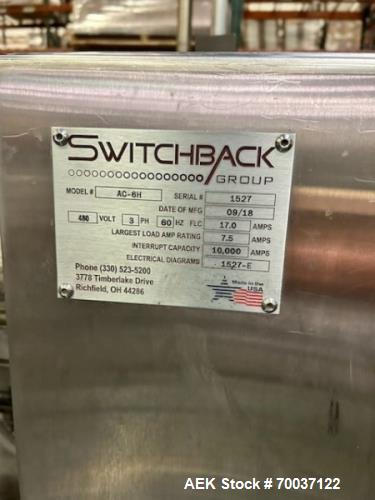 SWITCHBACK
GROUP
MODEL # AC-6H SERIAL # 1527
DATE OF MFG 09/18
480 VOLT 3 PH 60 HZ FLC 17.0 AMPS
LARGEST LOAD AMP RATING 7.5 AMPS
INTERRUPT CAPACITY 10,000 AMPS
ELECTRICAL DIAGRAMS 1527-E
Phone (330) 523-5200
3778 Timberlake Drive
Richfield, OH 44286
Made in the
USA
AEK Stock # 70037122